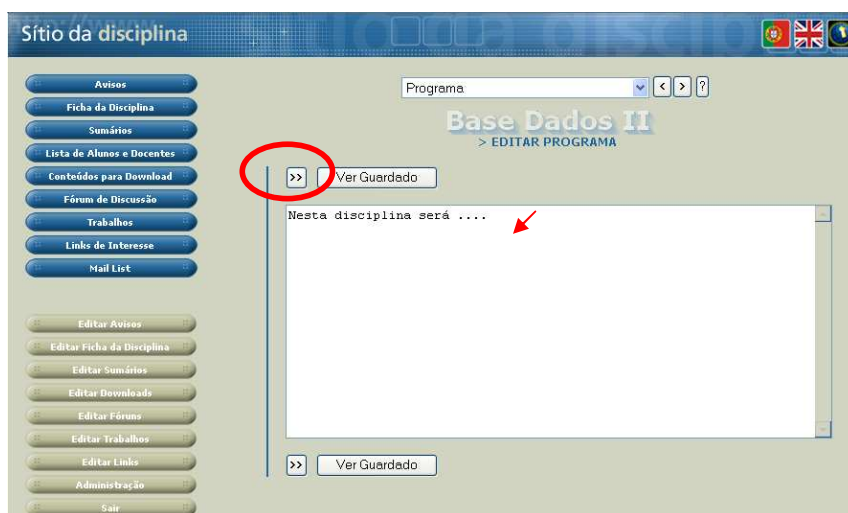 Sítio da disciplina
Avisos
Ficha da Disciplina
Sumários
Lista de Alunos e Docentes
Conteúdos para Download
Fórum de Discussão
Trabalhos
Links de Interesse
Mail List
Editar Avisos
Editar Ficha da Disciplina
Editar Sumários
Editar Downloads
Editar Fóruns
Editar Trabalhos
Editar Links
Administração
Sair
Programa < > ?
Base Dados II
> EDITAR PROGRAMA
>> Ver Guardado
Nesta disciplina será ....
>> Ver Guardado